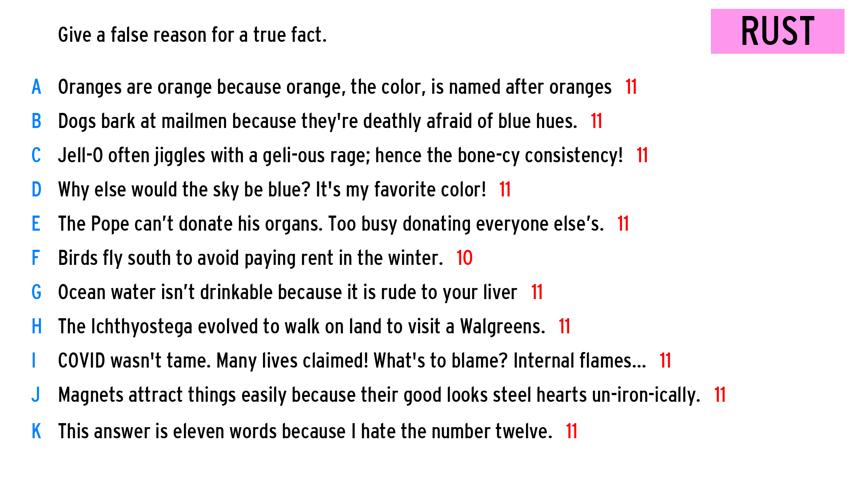 Give a false reason for a true fact.
RUST
A Oranges are orange because orange, the color, is named after oranges 11
B Dogs bark at mailmen because they're deathly afraid of blue hues. 11
C Jell-O often jiggles with a geli-ous rage; hence the bone-cy consistency! 11
D Why else would the sky be blue? It's my favorite color! 11
E The Pope can’t donate his organs. Too busy donating everyone else’s. 11
F Birds fly south to avoid paying rent in the winter. 10
G Ocean water isn’t drinkable because it is rude to your liver 11
H The Ichthyostega evolved to walk on land to visit a Walgreens. 11
I COVID wasn't tame. Many lives claimed! What's to blame? Internal flames... 11
J Magnets attract things easily because their good looks steel hearts un-iron-ically. 11
K This answer is eleven words because I hate the number twelve. 11